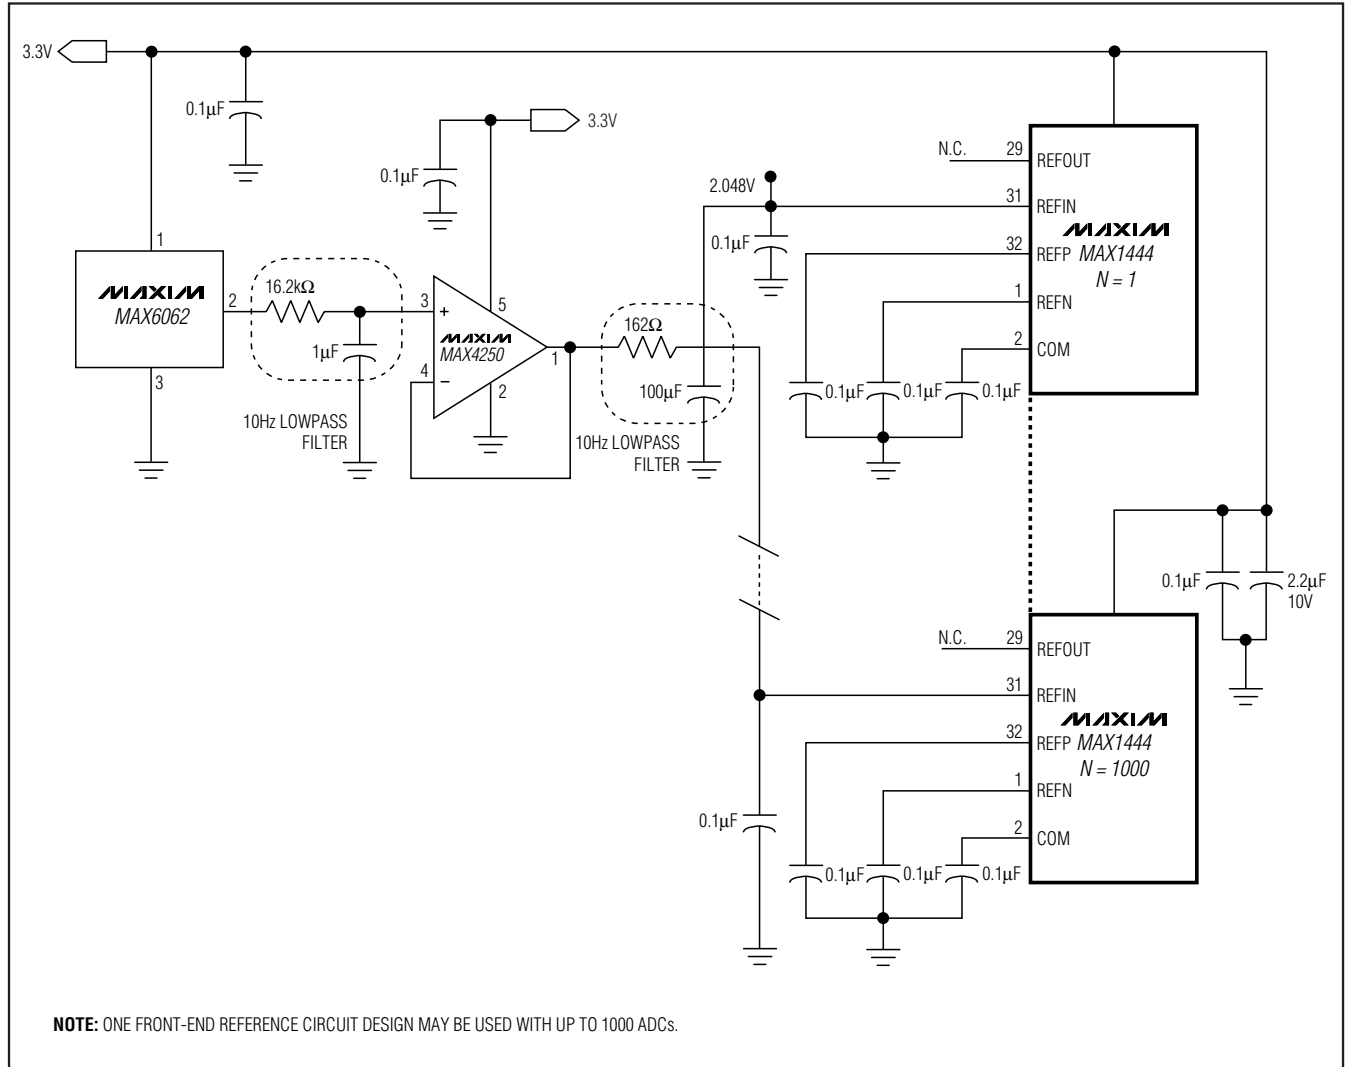 3.3V
0.1µF
3.3V
0.1µF
1
MAXIM
MAX6062
2
3
16.2kΩ
1µF
10Hz LOWPASS
FILTER
3
+
5
MAXIM
MAX4250
4
−
2
1
162Ω
100µF
10Hz LOWPASS
FILTER
2.048V
0.1µF
N.C.
29
REFOUT
31
REFIN
MAXIM
32
REFP
MAX1444
N = 1
1
REFN
2
COM
0.1µF
0.1µF
0.1µF
0.1µF
2.2µF
10V
N.C.
29
REFOUT
31
REFIN
MAXIM
32
REFP
MAX1444
N = 1000
1
REFN
2
COM
0.1µF
0.1µF
0.1µF
0.1µF
NOTE: ONE FRONT-END REFERENCE CIRCUIT DESIGN MAY BE USED WITH UP TO 1000 ADCs.